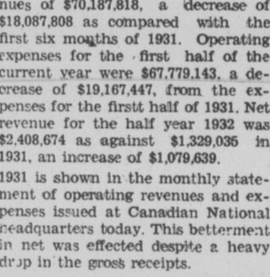 nues of $70,187,818, a decrease of
$18,087,808 as compared with the
first six months of 1931. Operating
expenses for the first half of the
current year were $67,779,143, a de-
crease of $19,167,447, from the ex-
penses for the firstt half of 1931. Net
revenue for the half year 1932 was
$2,408,674 as against $1,329,035 in
1931, an increase of $1,079,639.
1931 is shown in the monthly state-
ment of operating revenues and ex-
penses issued at Canadian National
headquarters today. This betterment
in net was effected despite a heavy
drop in the gross receipts.